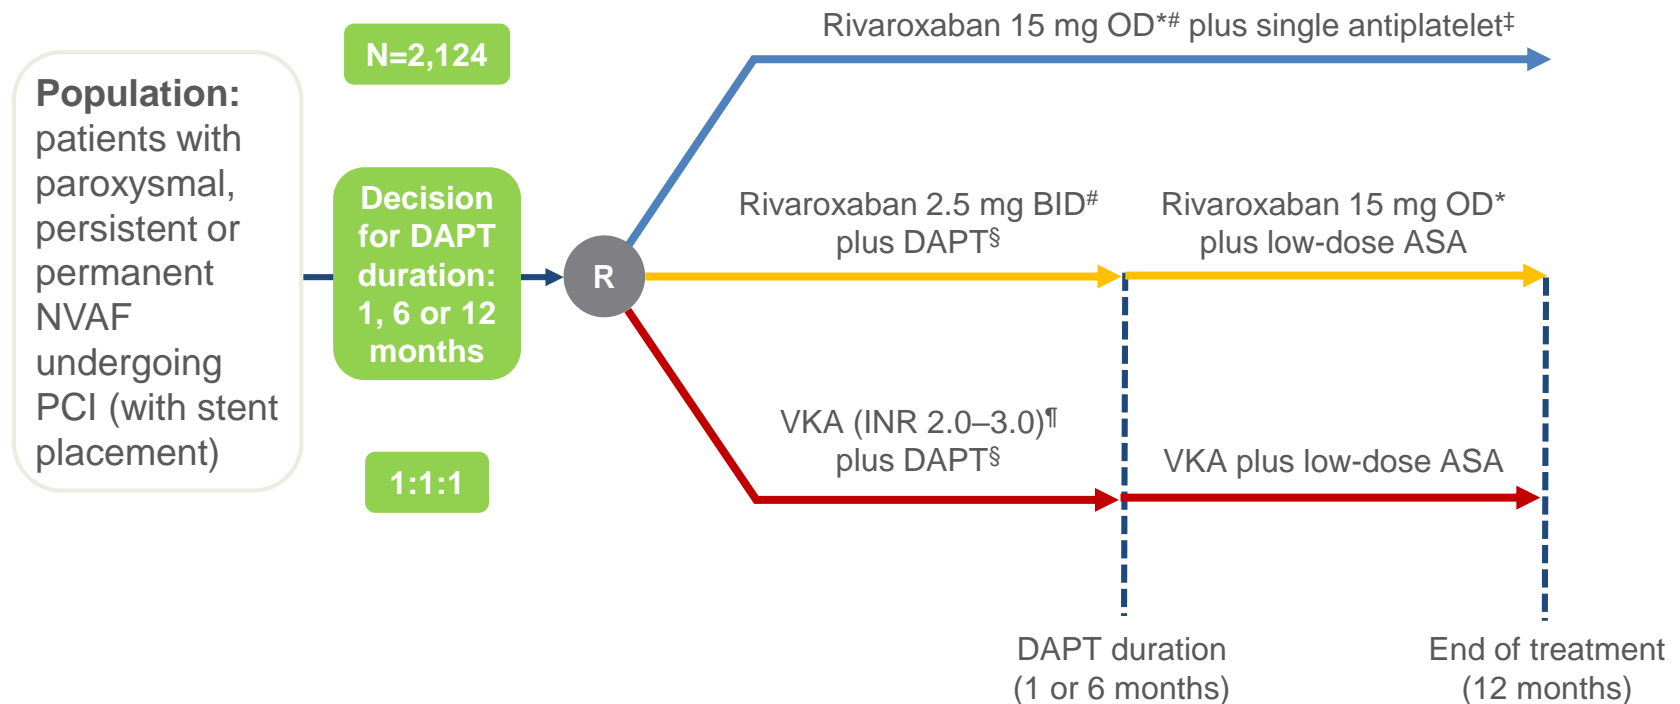 Rivaroxaban 15 mg OD*# plus single antiplatelet‡
N=2,124
Population:
patients with
paroxysmal,
persistent or
permanent
NVAF
undergoing
PCI (with stent
placement)
Decision
for DAPT
duration:
1, 6 or 12
months
1:1:1
R
Rivaroxaban 2.5 mg BID#
plus DAPT§
Rivaroxaban 15 mg OD*
plus low-dose ASA
VKA (INR 2.0–3.0)¶
plus DAPT§
VKA plus low-dose ASA
DAPT duration
(1 or 6 months)
End of treatment
(12 months)